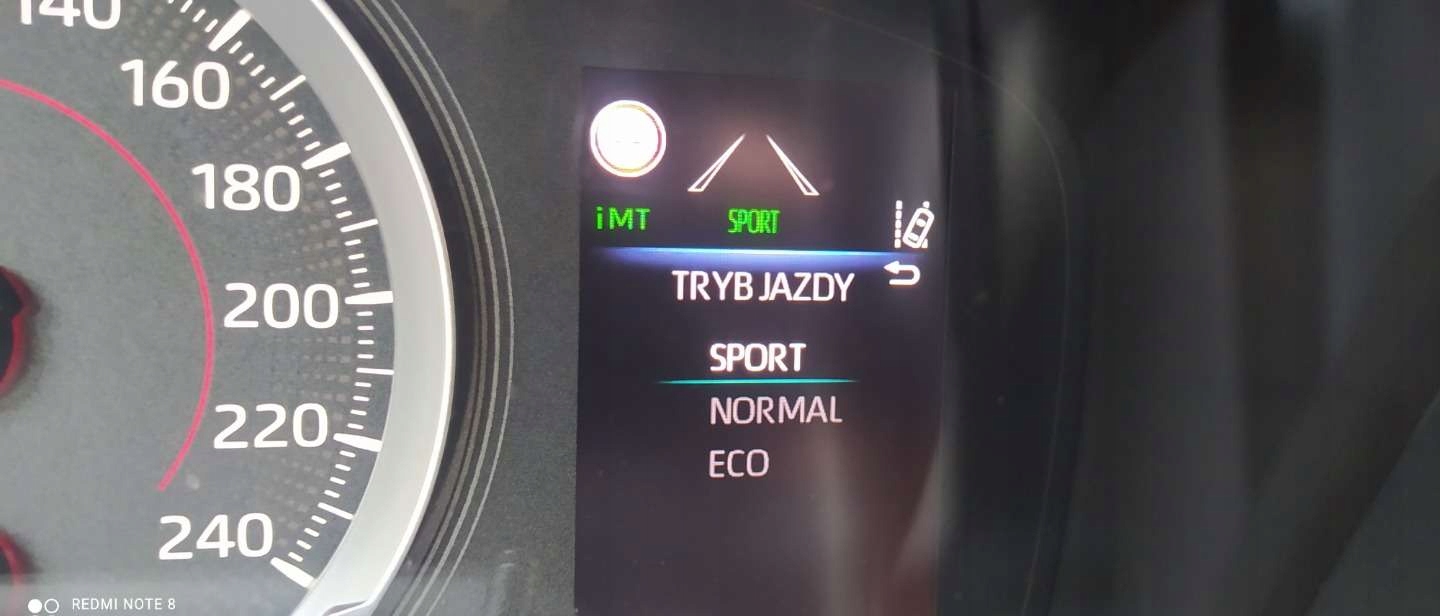 140
160
180
200
220
240
iMT SPORT
TRYB JAZDY
SPORT
NORMAL
ECO
REDMI NOTE 8